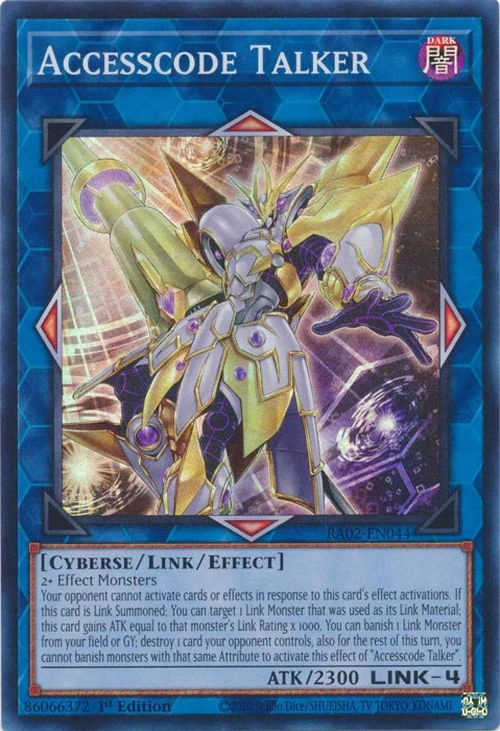 ACCESSCODE TALKER
DARK
闇
RA02-EN044
[CYBERSE/LINK/EFFECT]
2+ Effect Monsters
Your opponent cannot activate cards or effects in response to this card's effect activations. If
this card is Link Summoned: You can target 1 Link Monster that was used as its Link Material;
this card gains ATK equal to that monster's Link Rating x 1000. You can banish 1 Link Monster
from your field or GY; destroy 1 card your opponent controls, also for the rest of this turn, you
cannot banish monsters with that same Attribute to activate this effect of "Accesscode Talker".
ATK/2300 LINK-4
86066372 1st Edition ©2020 Studio Dice/SHUEISHA, TV TOKYO, KONAMI